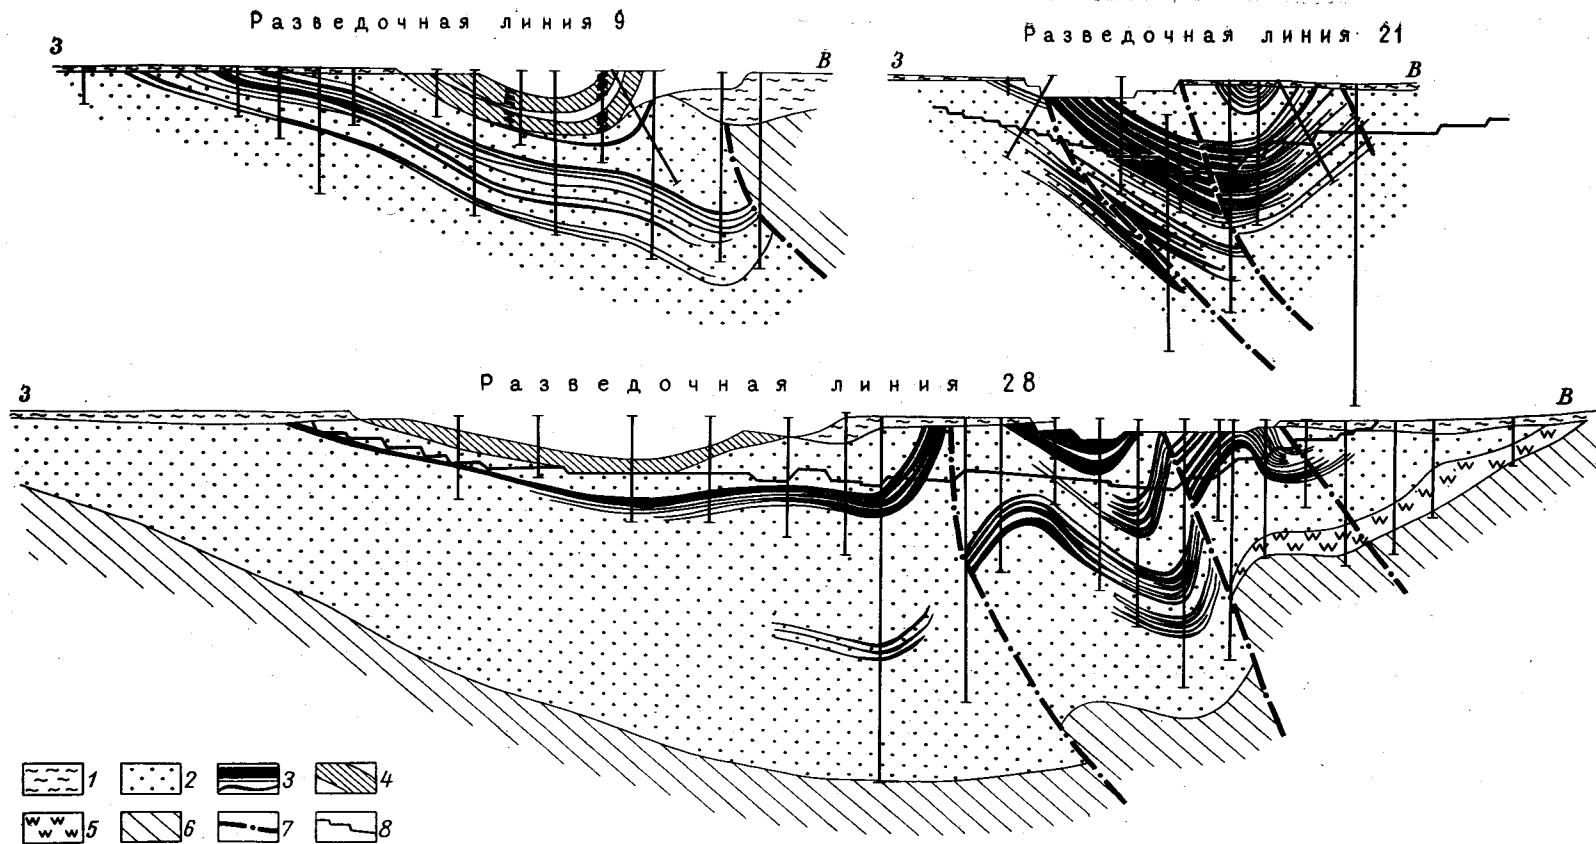 Разведочная линия 9
З В
Разведочная линия 21
З В
Разведочная линия 28
З В
1 2 3 4
5 6 7 8